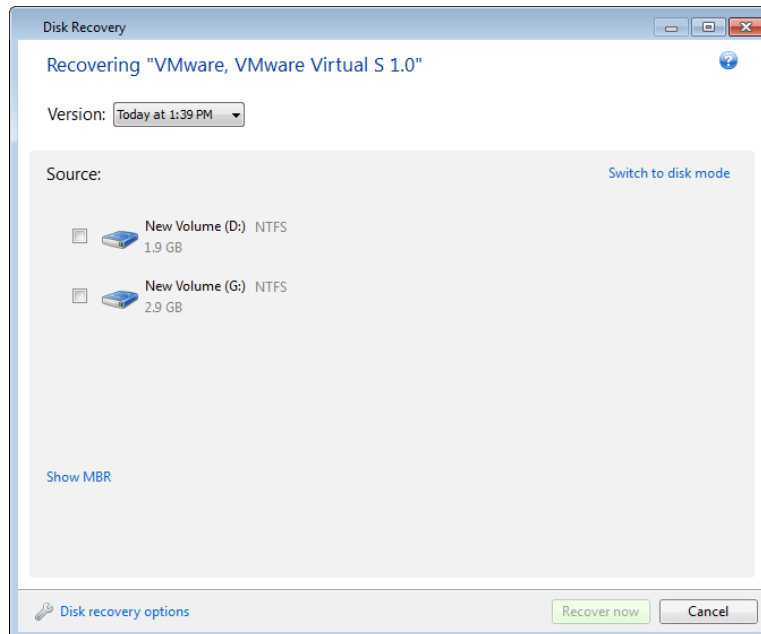 Disk Recovery
Recovering "VMware, VMware Virtual S 1.0"
Version: Today at 1:39 PM
Source:
Switch to disk mode
New Volume (D:) NTFS
1.9 GB
New Volume (G:) NTFS
2.9 GB
Show MBR
Disk recovery options
Recover now
Cancel